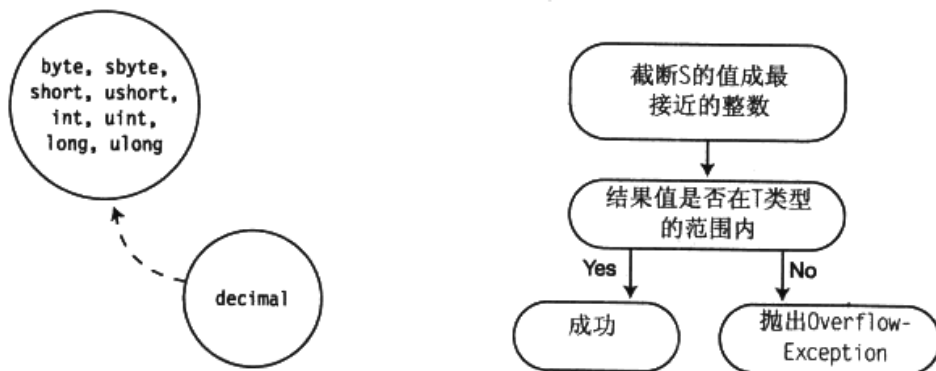 byte, sbyte,
short, ushort,
int, uint,
long, ulong
decimal
截断S的值成最
接近的整数
结果值是否在T类型
的范围内
Yes
No
成功
抛出Overflow-
Exception